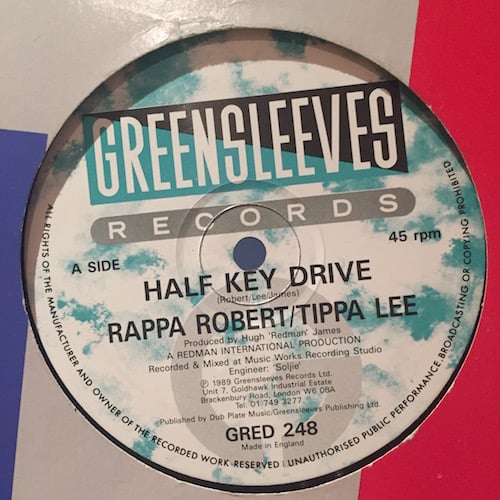 GREENSLEEVES
RECORDS
A SIDE
45 rpm
HALF KEY DRIVE
(Robert/Lee/James)
RAPPA ROBERT/TIPPA LEE
Produced by Hugh 'Redman' James
A REDMAN INTERNATIONAL PRODUCTION
Recorded & Mixed at Music Works Recording Studio
Engineer: 'Soljie'
℗ 1989 Greensleeves Records Ltd.
Unit 7, Goldhawk Industrial Estate
Brackenbury Road, London W6 0BA
Tel: 01-749 3277.
Published by Dub Plate Music/Greensleeves Publishing Ltd.
GRED 248
Made in England
ALL RIGHTS OF THE MANUFACTURER AND OWNER OF THE RECORDED WORK RESERVED : UNAUTHORISED PUBLIC PERFORMANCE BROADCASTING OR COPYING PROHIBITED